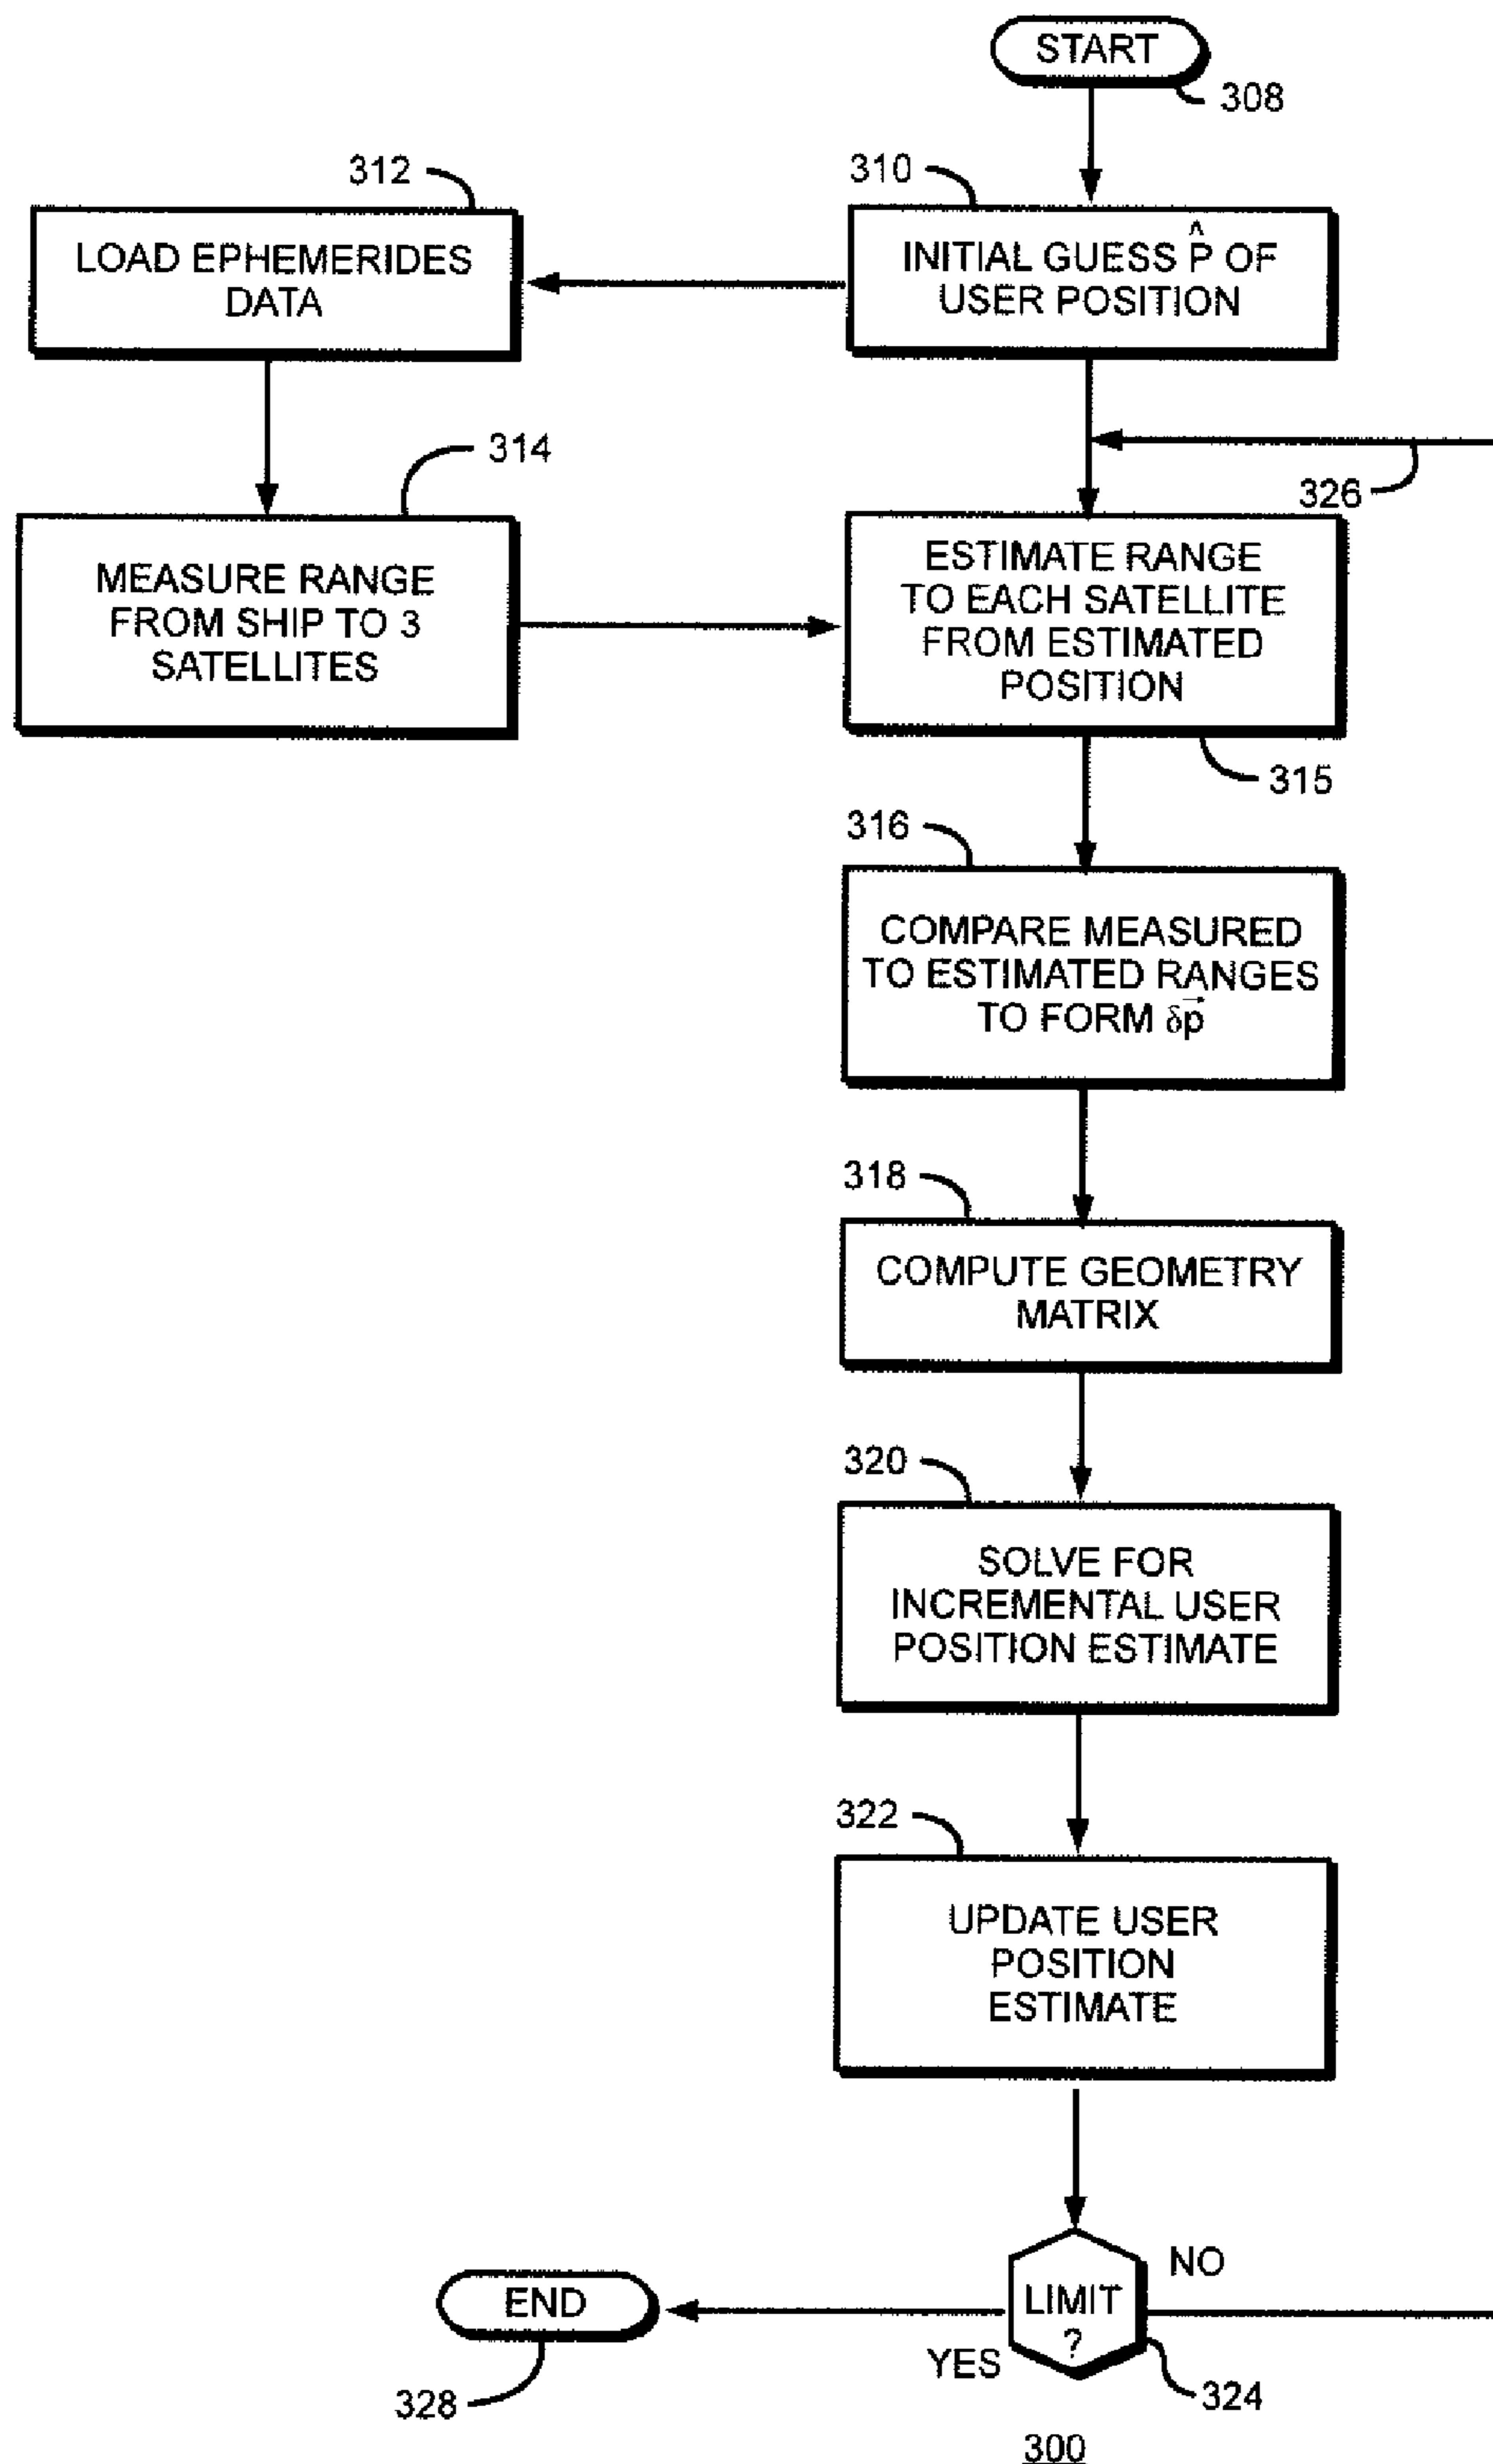 START
308
312
310
LOAD EPHEMERIDES
DATA
INITIAL GUESS P̂ OF
USER POSITION
314
326
MEASURE RANGE
FROM SHIP TO 3
SATELLITES
ESTIMATE RANGE
TO EACH SATELLITE
FROM ESTIMATED
POSITION
315
316
COMPARE MEASURED
TO ESTIMATED RANGES
TO FORM δp⃗
318
COMPUTE GEOMETRY
MATRIX
320
SOLVE FOR
INCREMENTAL USER
POSITION ESTIMATE
322
UPDATE USER
POSITION
ESTIMATE
NO
END
LIMIT
?
YES
328
324
300